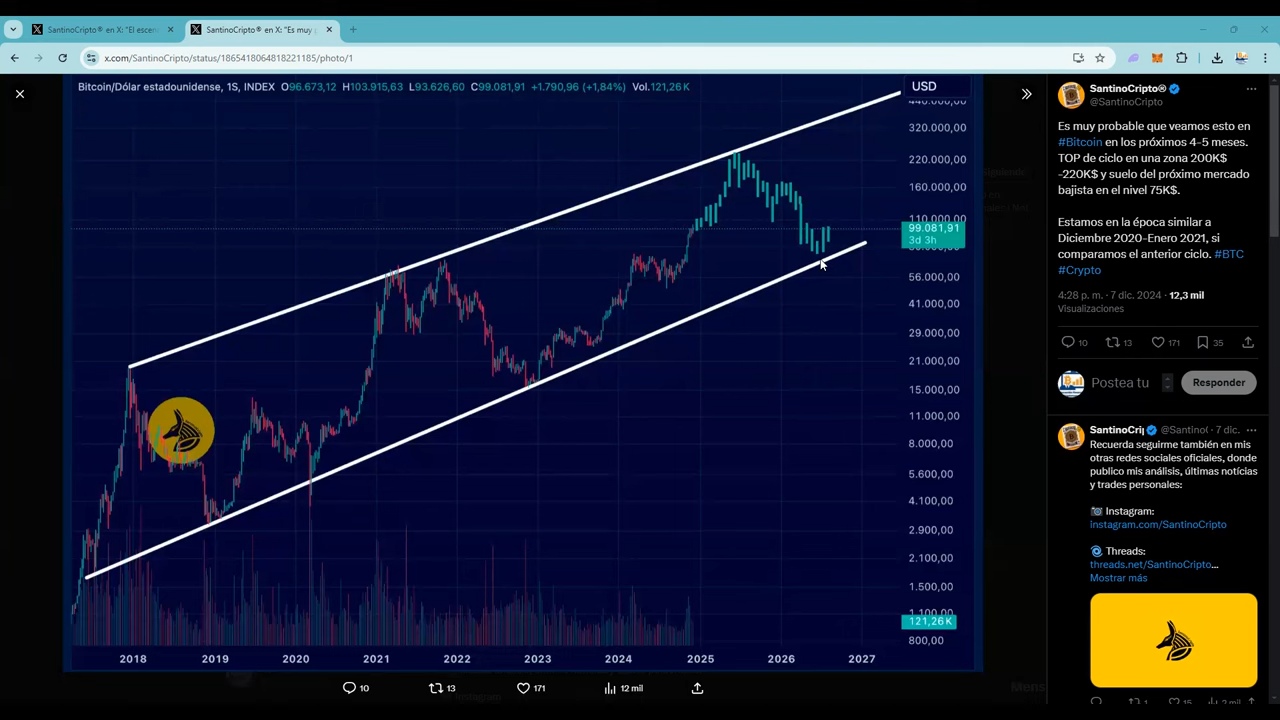 SantinoCripto® en X: "El escen
SantinoCripto® en X: "Es muy p
x.com/SantinoCripto/status/1865418064818221185/photo/1
Bitcoin/Dólar estadounidense, 1S, INDEX O96.673,12 H103.915,63 L93.626,60 C99.081,91 +1.790,96 (+1,84%) Vol.121,26K
USD
440.000,00
320.000,00
220.000,00
160.000,00
110.000,00
99.081,91
3d 3h
56.000,00
41.000,00
29.000,00
21.000,00
15.000,00
11.000,00
8.000,00
5.600,00
4.100,00
2.900,00
2.100,00
1.500,00
1.100,00
121,26K
800,00
2018 2019 2020 2021 2022 2023 2024 2025 2026 2027
10 13 171 12 mil
SantinoCripto®
@SantinoCripto
Es muy probable que veamos esto en
#Bitcoin en los próximos 4-5 meses.
TOP de ciclo en una zona 200K$
-220K$ y suelo del próximo mercado
bajista en el nivel 75K$.
Estamos en la época similar a
Diciembre 2020-Enero 2021, si
comparamos el anterior ciclo. #BTC
#Crypto
4:28 p. m. · 7 dic. 2024 · 12,3 mil
Visualizaciones
10 13 171 35
Postea tu
Responder
SantinoCrip @Santino( · 7 dic.
Recuerda seguirme también en mis
otras redes sociales oficiales, donde
publico mis análisis, últimas notícias
y trades personales:
Instagram:
instagram.com/SantinoCripto
Threads:
threads.net/SantinoCripto...
Mostrar más